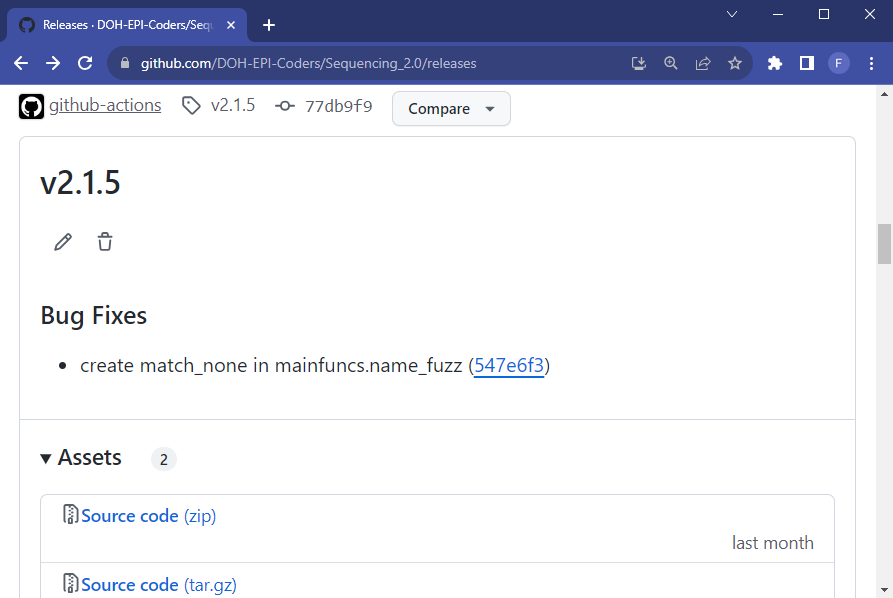 Releases · DOH-EPI-Coders/Sequ
github.com/DOH-EPI-Coders/Sequencing_2.0/releases
F
github-actions v2.1.5 77db9f9 Compare
v2.1.5
Bug Fixes
create match_none in mainfuncs.name_fuzz (547e6f3)
Assets 2
Source code (zip)
last month
Source code (tar.gz)